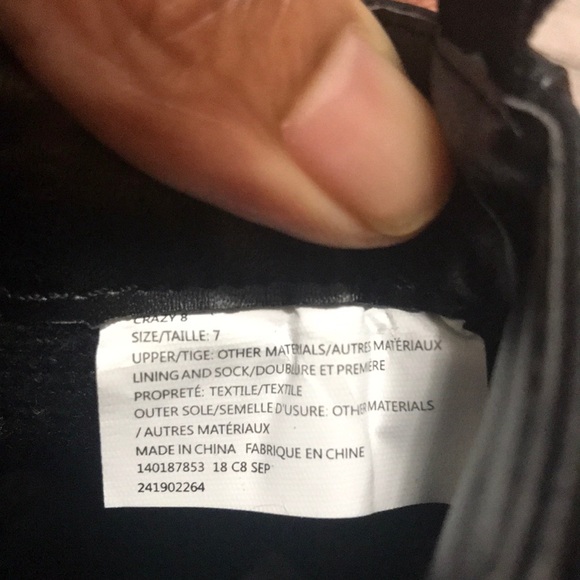 CRAZY 8
SIZE/TAILLE: 7
UPPER/TIGE: OTHER MATERIALS/AUTRES MATÉRIAUX
LINING AND SOCK/DOUBLURE ET PREMIÈRE
PROPRETÉ: TEXTILE/TEXTILE
OUTER SOLE/SEMELLE D'USURE: OTHER MATERIALS
/ AUTRES MATÉRIAUX
MADE IN CHINA FABRIQUE EN CHINE
140187853 18 C8 SEP
241902264